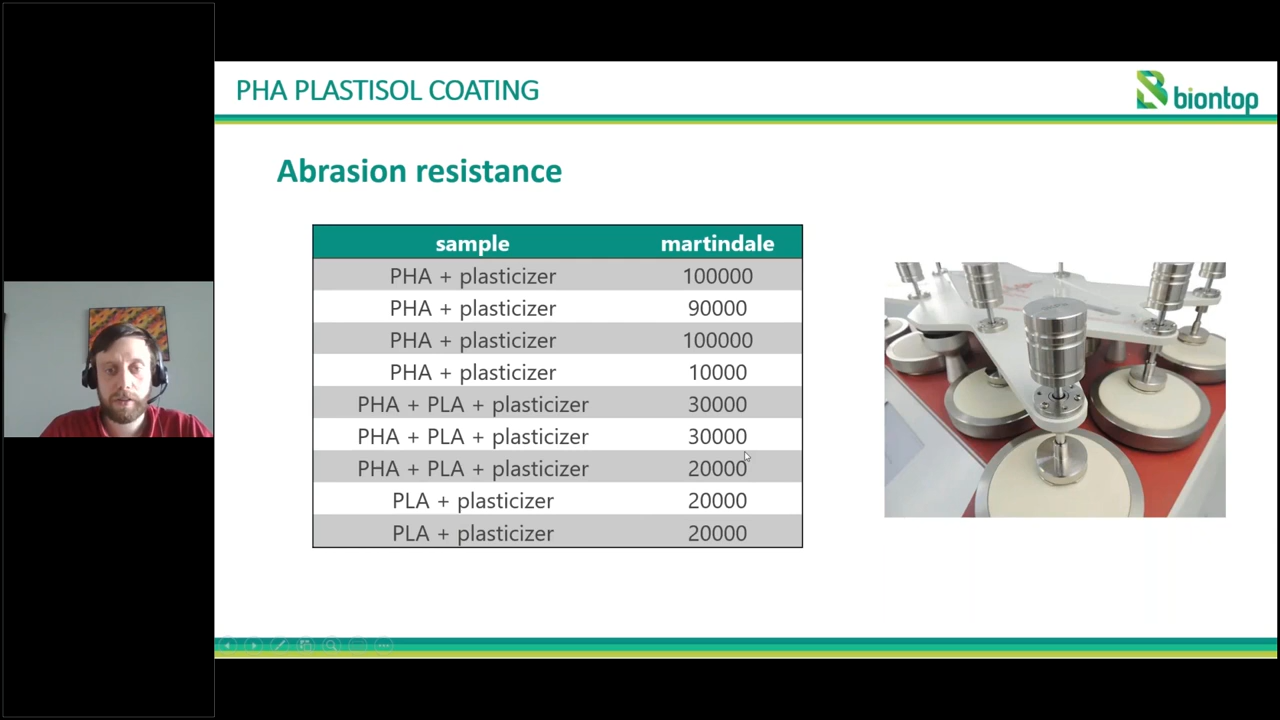 PHA PLASTISOL COATING
biontop
Abrasion resistance
sample martindale
PHA + plasticizer 100000
PHA + plasticizer 90000
PHA + plasticizer 100000
PHA + plasticizer 10000
PHA + PLA + plasticizer 30000
PHA + PLA + plasticizer 30000
PHA + PLA + plasticizer 20000
PLA + plasticizer 20000
PLA + plasticizer 20000